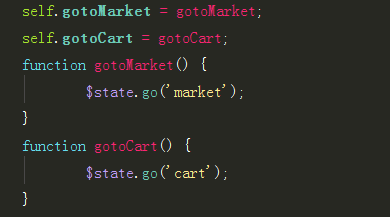 self.gotoMarket = gotoMarket;
self.gotoCart = gotoCart;
function gotoMarket() {
$state.go('market');
}
function gotoCart() {
$state.go('cart');
}